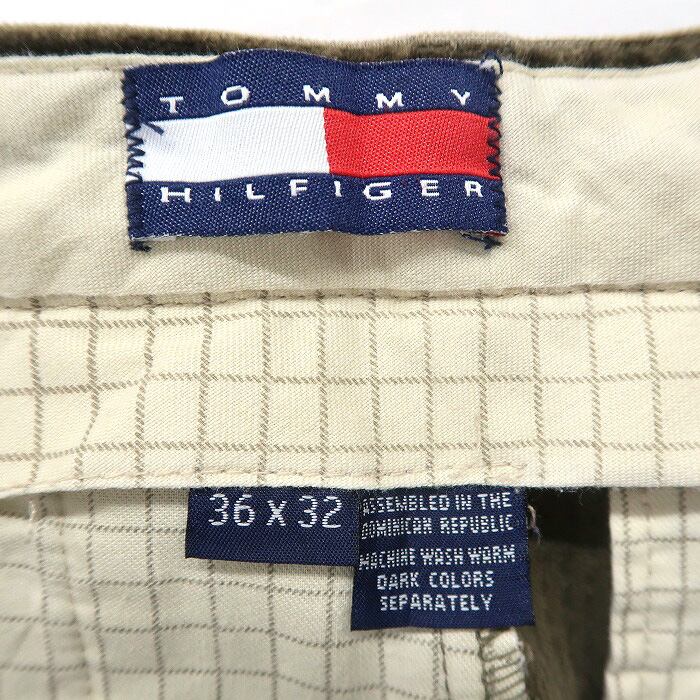 TOMMY
HILFIGER
36 X 32
ASSEMBLED IN THE
DOMINICAN REPUBLIC
MACHINE WASH WARM
DARK COLORS
SEPARATELY